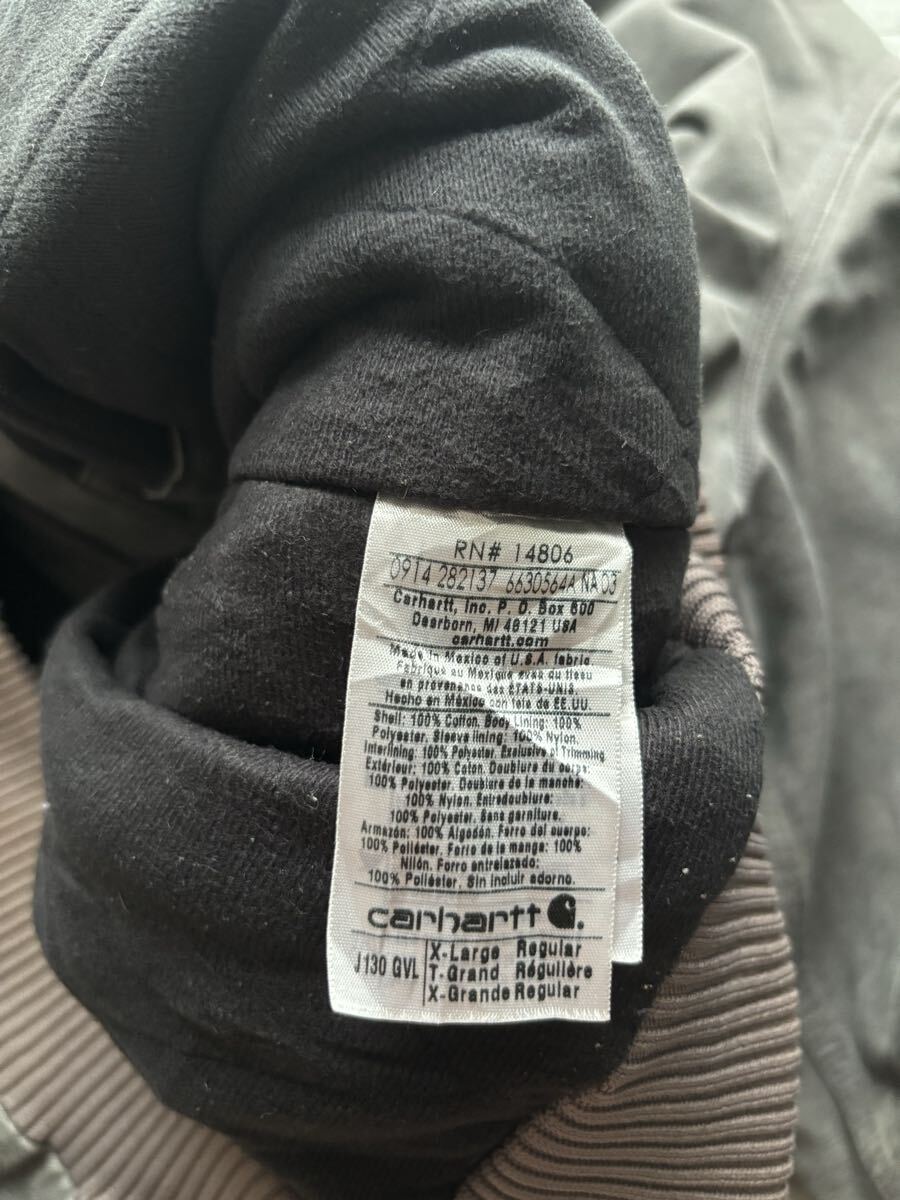 RN# 14806
0914 282137 6630564A NA 03
Carhartt, Inc. P. O. Box 600
Dearborn, MI 48121 USA
carhartt.com
Made in Mexico of U.S.A. fabric.
Fabriqué au Mexique avec du tissu
en provenance des ÉTATS-UNIS.
Hecho en México con tela de EE.UU.
Shell: 100% Cotton. Body Lining: 100%
Polyester. Sleeve lining: 100% Nylon.
Interlining: 100% Polyester. Exclusive of Trimming
Extérieur: 100% Coton. Doublure du corps:
100% Polyester. Doublure de la manche:
100% Nylon. Entredoublure:
100% Polyester. Sans garniture.
Armazón: 100% Algodón. Forro del cuerpo:
100% Poliéster. Forro de la manga: 100%
Nilón. Forro entrelazado:
100% Poliéster. Sin incluir adorno.
carhartt
J130 GVL
X-Large Regular
T-Grand Régulière
X-Grande Regular